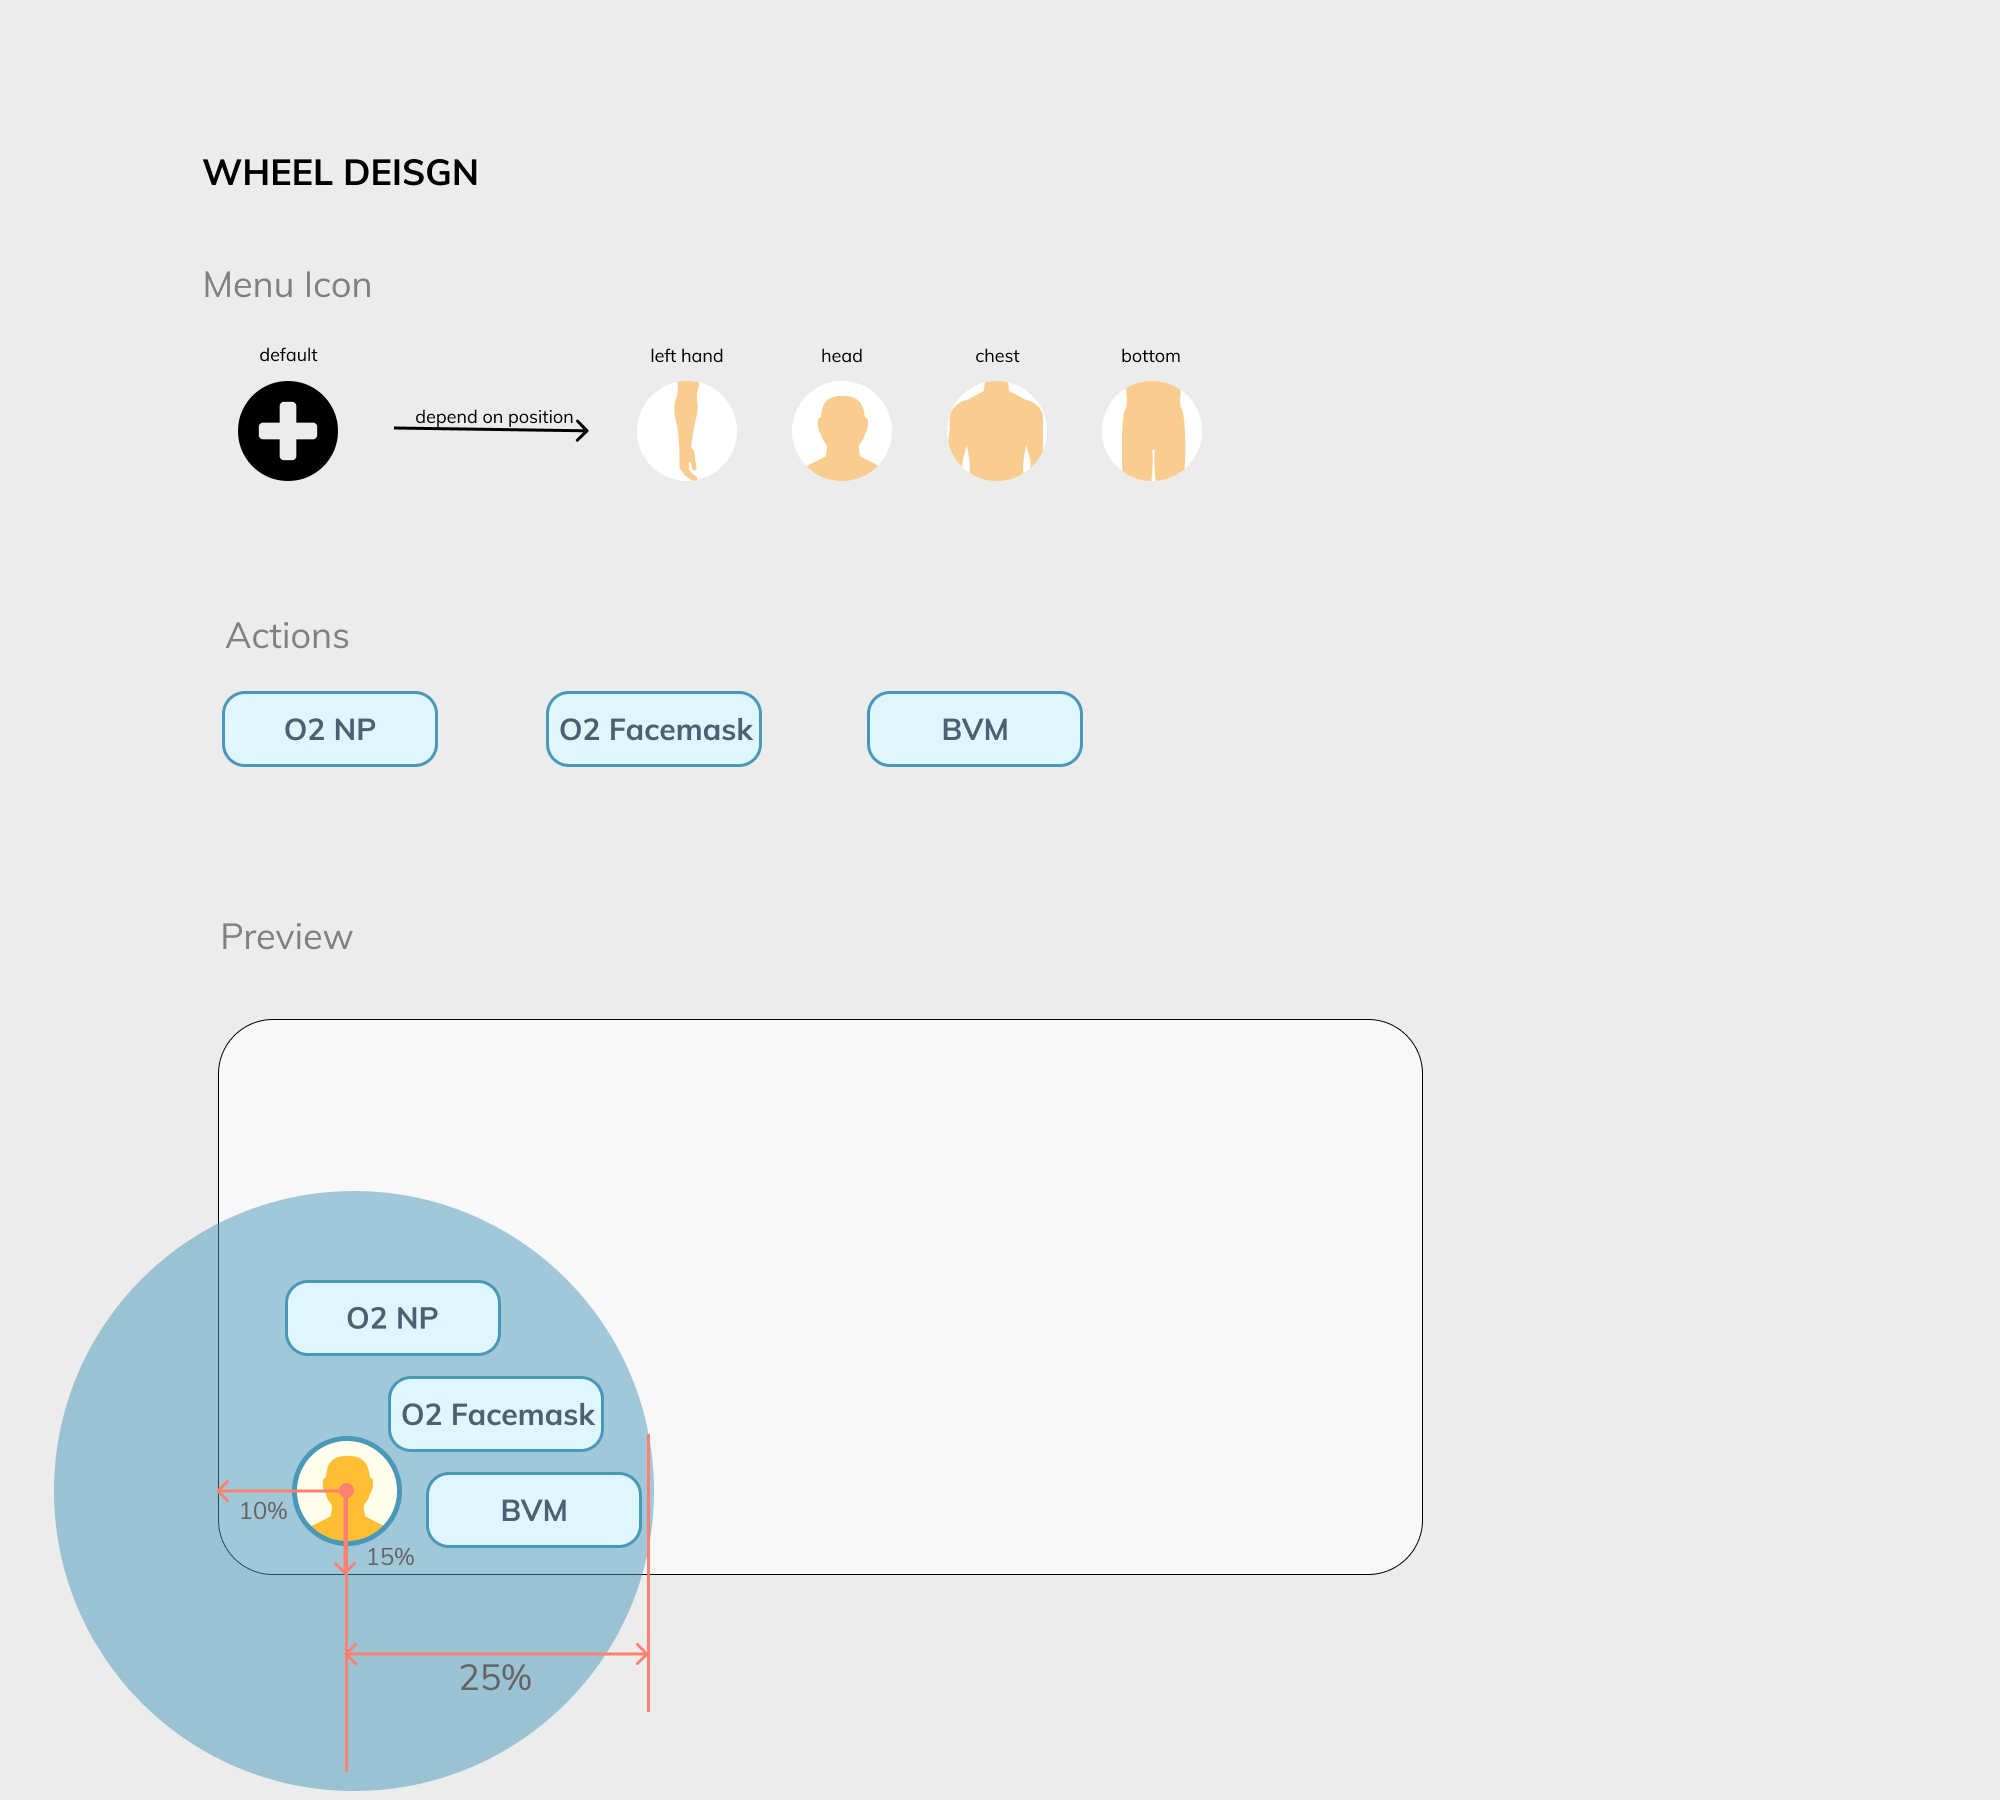 WHEEL DEISGN
Menu Icon
default
depend on position
left hand
head
chest
bottom
Actions
O2 NP
O2 Facemask
BVM
Preview
O2 NP
O2 Facemask
BVM
10%
15%
25%